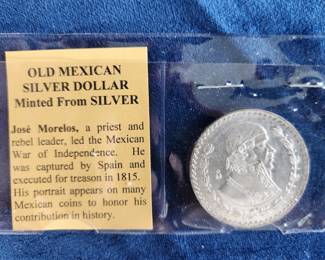 OLD MEXICAN
SILVER DOLLAR
Minted From SILVER
José Morelos, a priest and
rebel leader, led the Mexican
War of Independence. He
was captured by Spain and
executed for treason in 1815.
His portrait appears on many
Mexican coins to honor his
contribution in history.